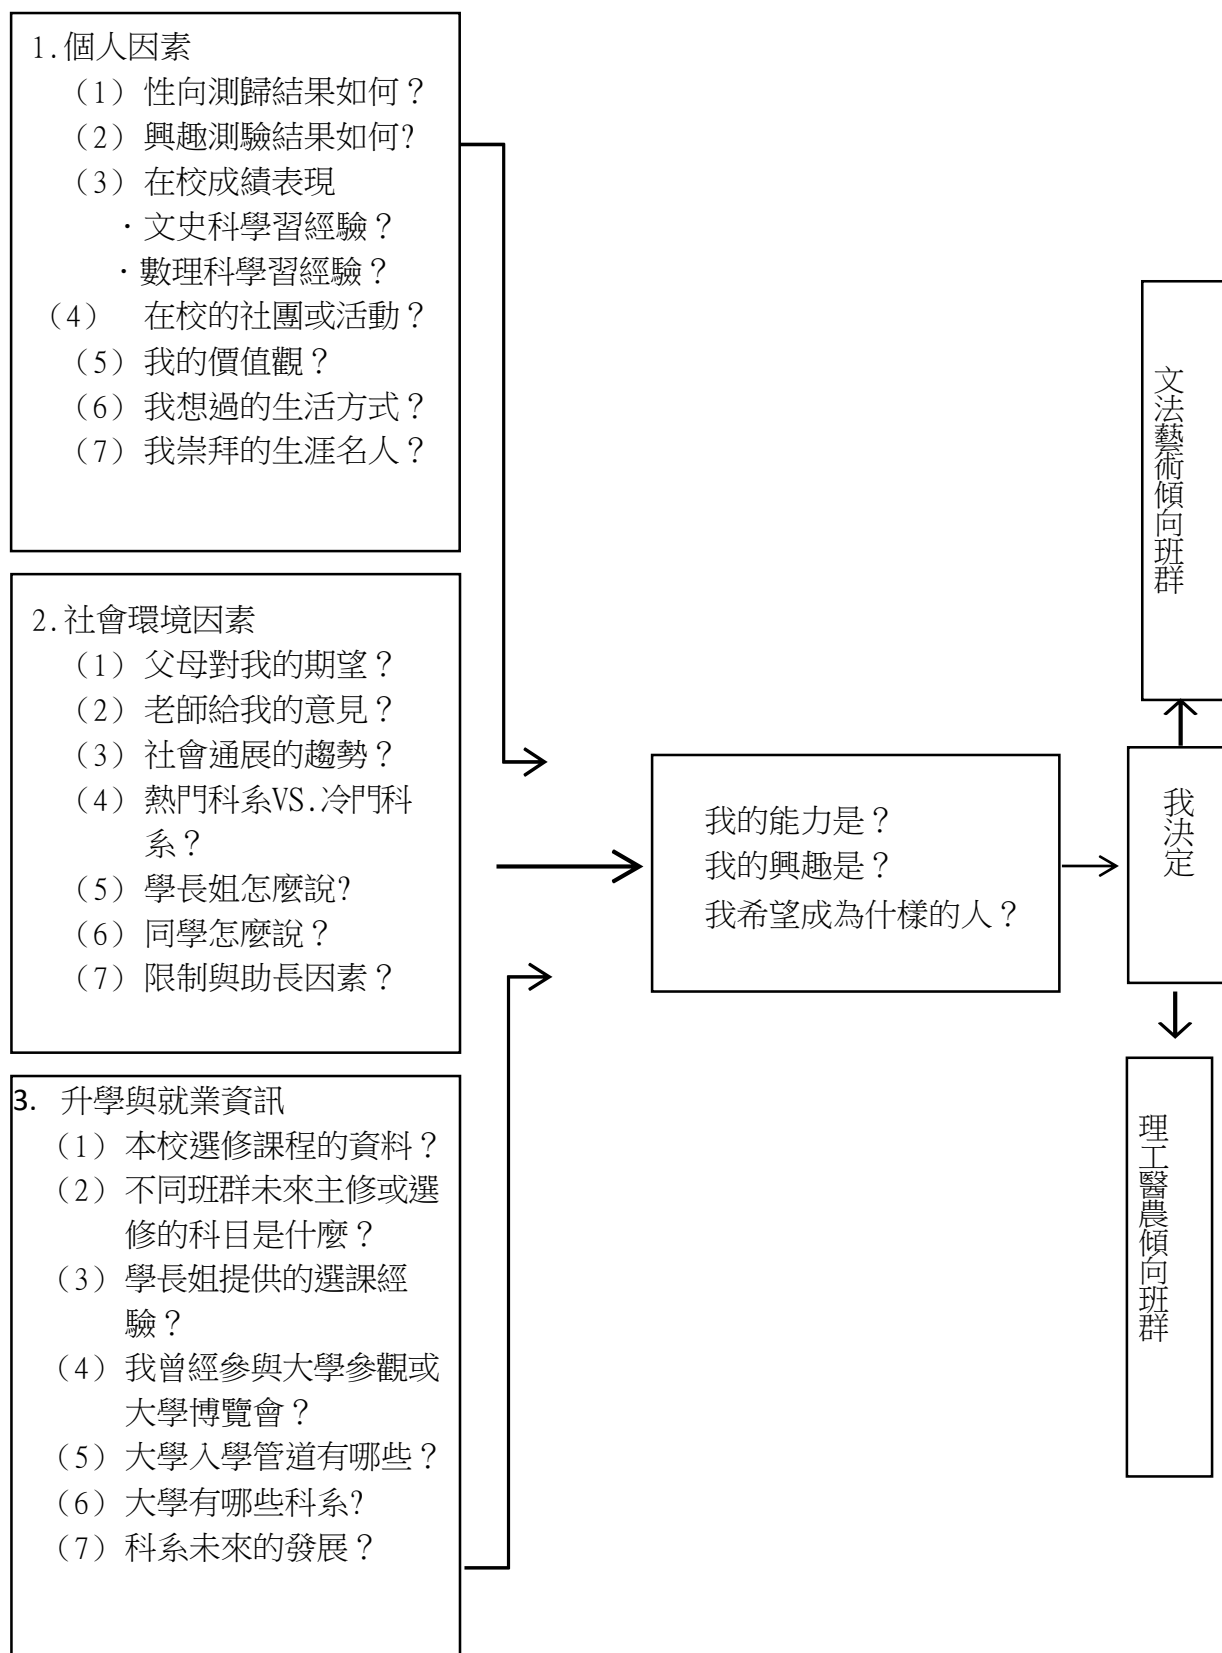 1.個人因素
(1) 性向測歸結果如何？
(2) 興趣測驗結果如何?
(3) 在校成績表現
．文史科學習經驗？
．數理科學習經驗？
(4) 在校的社團或活動？
(5) 我的價值觀？
(6) 我想過的生活方式？
(7) 我崇拜的生涯名人？
2.社會環境因素
(1) 父母對我的期望？
(2) 老師給我的意見？
(3) 社會通展的趨勢？
(4) 熱門科系VS.冷門科
系？
(5) 學長姐怎麼說?
(6) 同學怎麼說？
(7) 限制與助長因素？
3. 升學與就業資訊
(1) 本校選修課程的資料？
(2) 不同班群未來主修或選
修的科目是什麼？
(3) 學長姐提供的選課經
驗？
(4) 我曾經參與大學參觀或
大學博覽會？
(5) 大學入學管道有哪些？
(6) 大學有哪些科系?
(7) 科系未來的發展？
我的能力是？
我的興趣是？
我希望成為什樣的人？
我決定
文法藝術傾向班群
理工醫農傾向班群